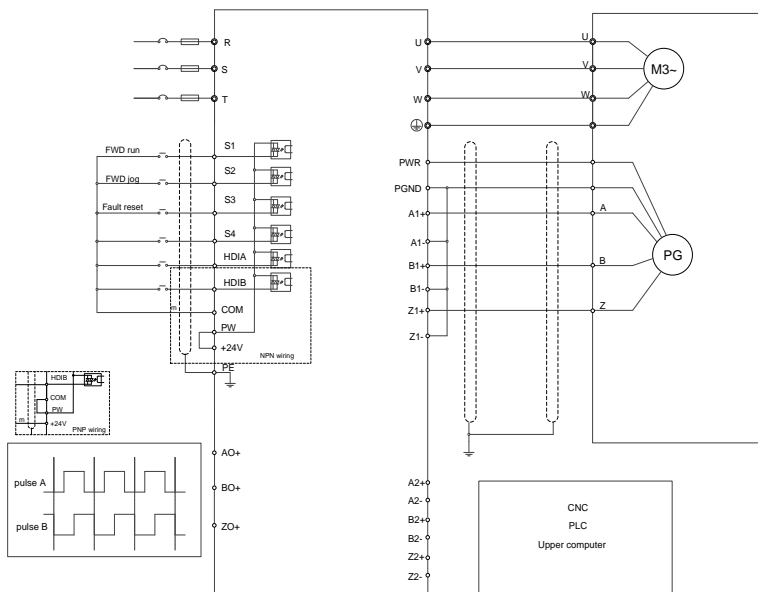 R
S
T
U
V
W
U
V
W
M3~
FWD run
FWD jog
Fault reset
S1
S2
S3
S4
HDIA
HDIB
COM
PW
+24V
PE
m
NPN wiring
PWR
PGND
A1+
A1-
B1+
B1-
Z1+
Z1-
A
B
Z
PG
HDIB
COM
PW
+24V
m
PNP wiring
pulse A
pulse B
AO+
BO+
ZO+
A2+
A2-
B2+
B2-
Z2+
Z2-
CNC
PLC
Upper computer